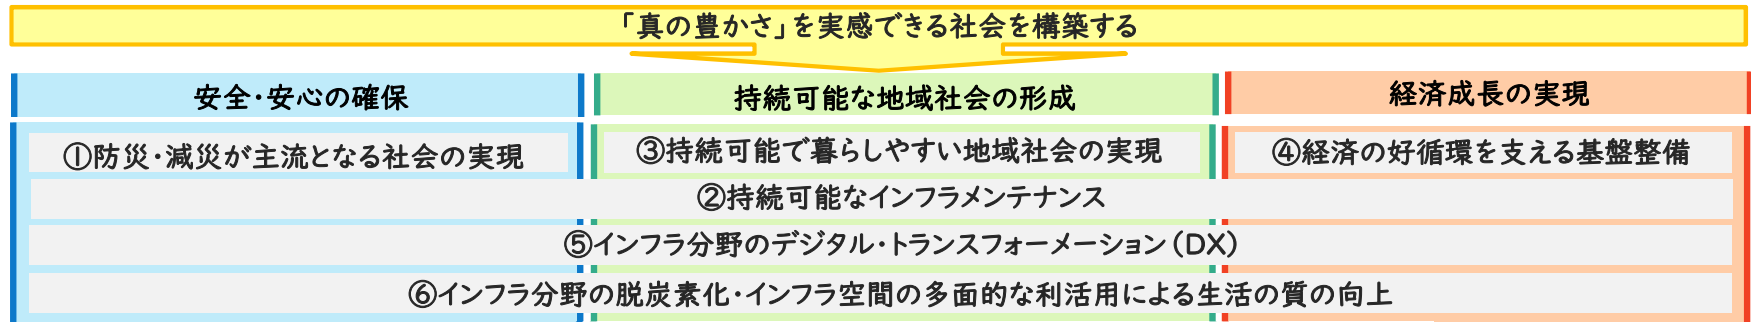 「真の豊かさ」を実感できる社会を構築する
安全・安心の確保
持続可能な地域社会の形成
経済成長の実現
①防災・減災が主流となる社会の実現
③持続可能で暮らしやすい地域社会の実現
④経済の好循環を支える基盤整備
②持続可能なインフラメンテナンス
⑤インフラ分野のデジタル・トランスフォーメーション(DX)
⑥インフラ分野の脱炭素化・インフラ空間の多面的な利活用による生活の質の向上